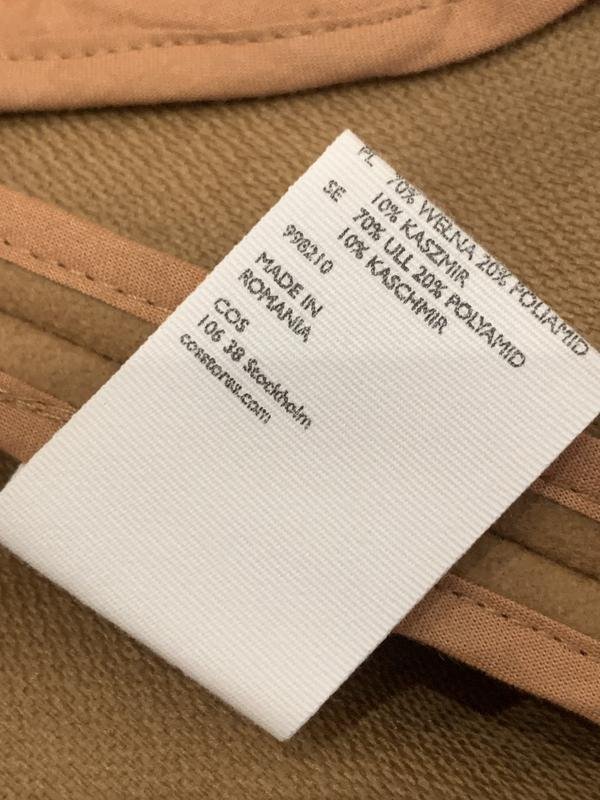 PL 70% WEŁNA 20% POLIAMID
10% KASZMIR
SE 70% ULL 20% POLYAMID
10% KASCHMIR
998210
MADE IN
ROMANIA
COS
106 38 Stockholm
cosstores.com